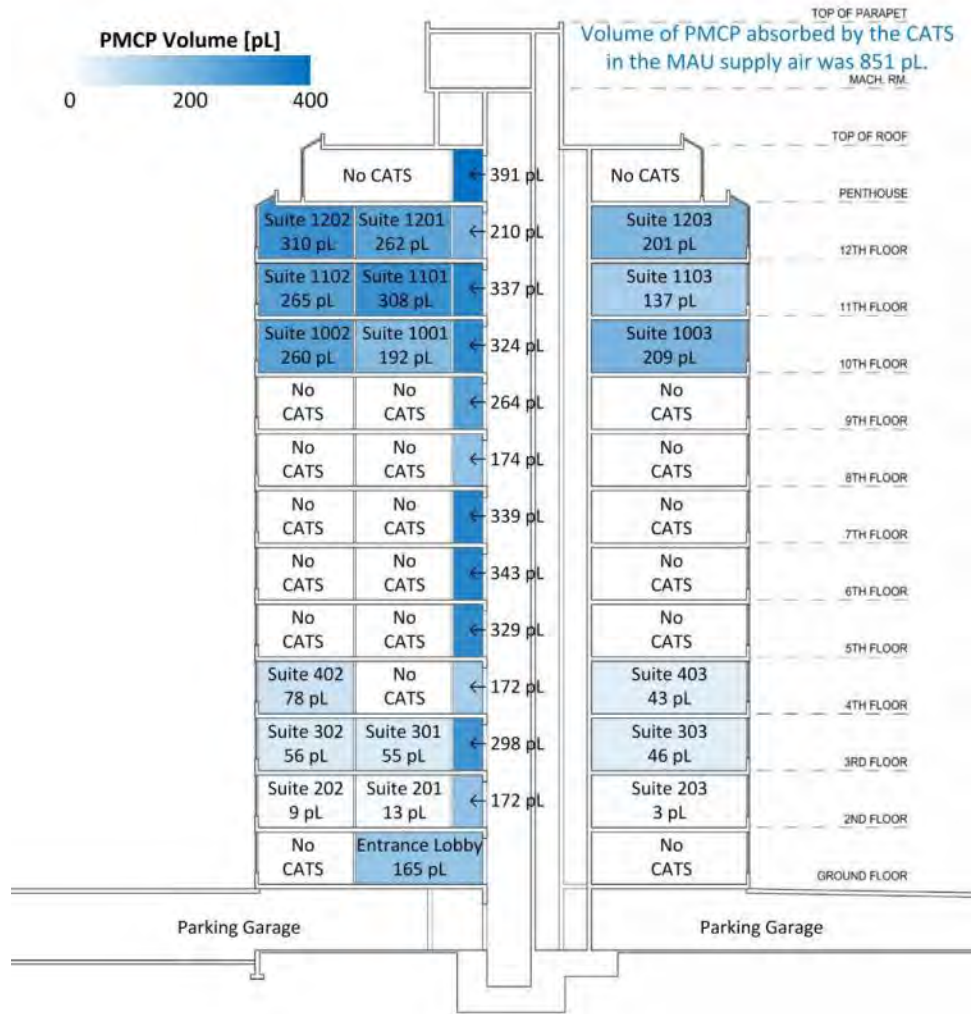 TOP OF PARAPET
PMCP Volume [pL]
0 200 400
Volume of PMCP absorbed by the CATS
in the MAU supply air was 851 pL.
MACH. RM.
TOP OF ROOF
No CATS
← 391 pL
No CATS
PENTHOUSE
Suite 1202
310 pL
Suite 1201
262 pL
← 210 pL
Suite 1203
201 pL
12TH FLOOR
Suite 1102
265 pL
Suite 1101
308 pL
← 337 pL
Suite 1103
137 pL
11TH FLOOR
Suite 1002
260 pL
Suite 1001
192 pL
← 324 pL
Suite 1003
209 pL
10TH FLOOR
No
CATS
No
CATS
← 264 pL
No
CATS
9TH FLOOR
No
CATS
No
CATS
← 174 pL
No
CATS
8TH FLOOR
No
CATS
No
CATS
← 339 pL
No
CATS
7TH FLOOR
No
CATS
No
CATS
← 343 pL
No
CATS
6TH FLOOR
No
CATS
No
CATS
← 329 pL
No
CATS
5TH FLOOR
Suite 402
78 pL
No
CATS
← 172 pL
Suite 403
43 pL
4TH FLOOR
Suite 302
56 pL
Suite 301
55 pL
← 298 pL
Suite 303
46 pL
3RD FLOOR
Suite 202
9 pL
Suite 201
13 pL
← 172 pL
Suite 203
3 pL
2ND FLOOR
No
CATS
Entrance Lobby
165 pL
No
CATS
GROUND FLOOR
Parking Garage
Parking Garage